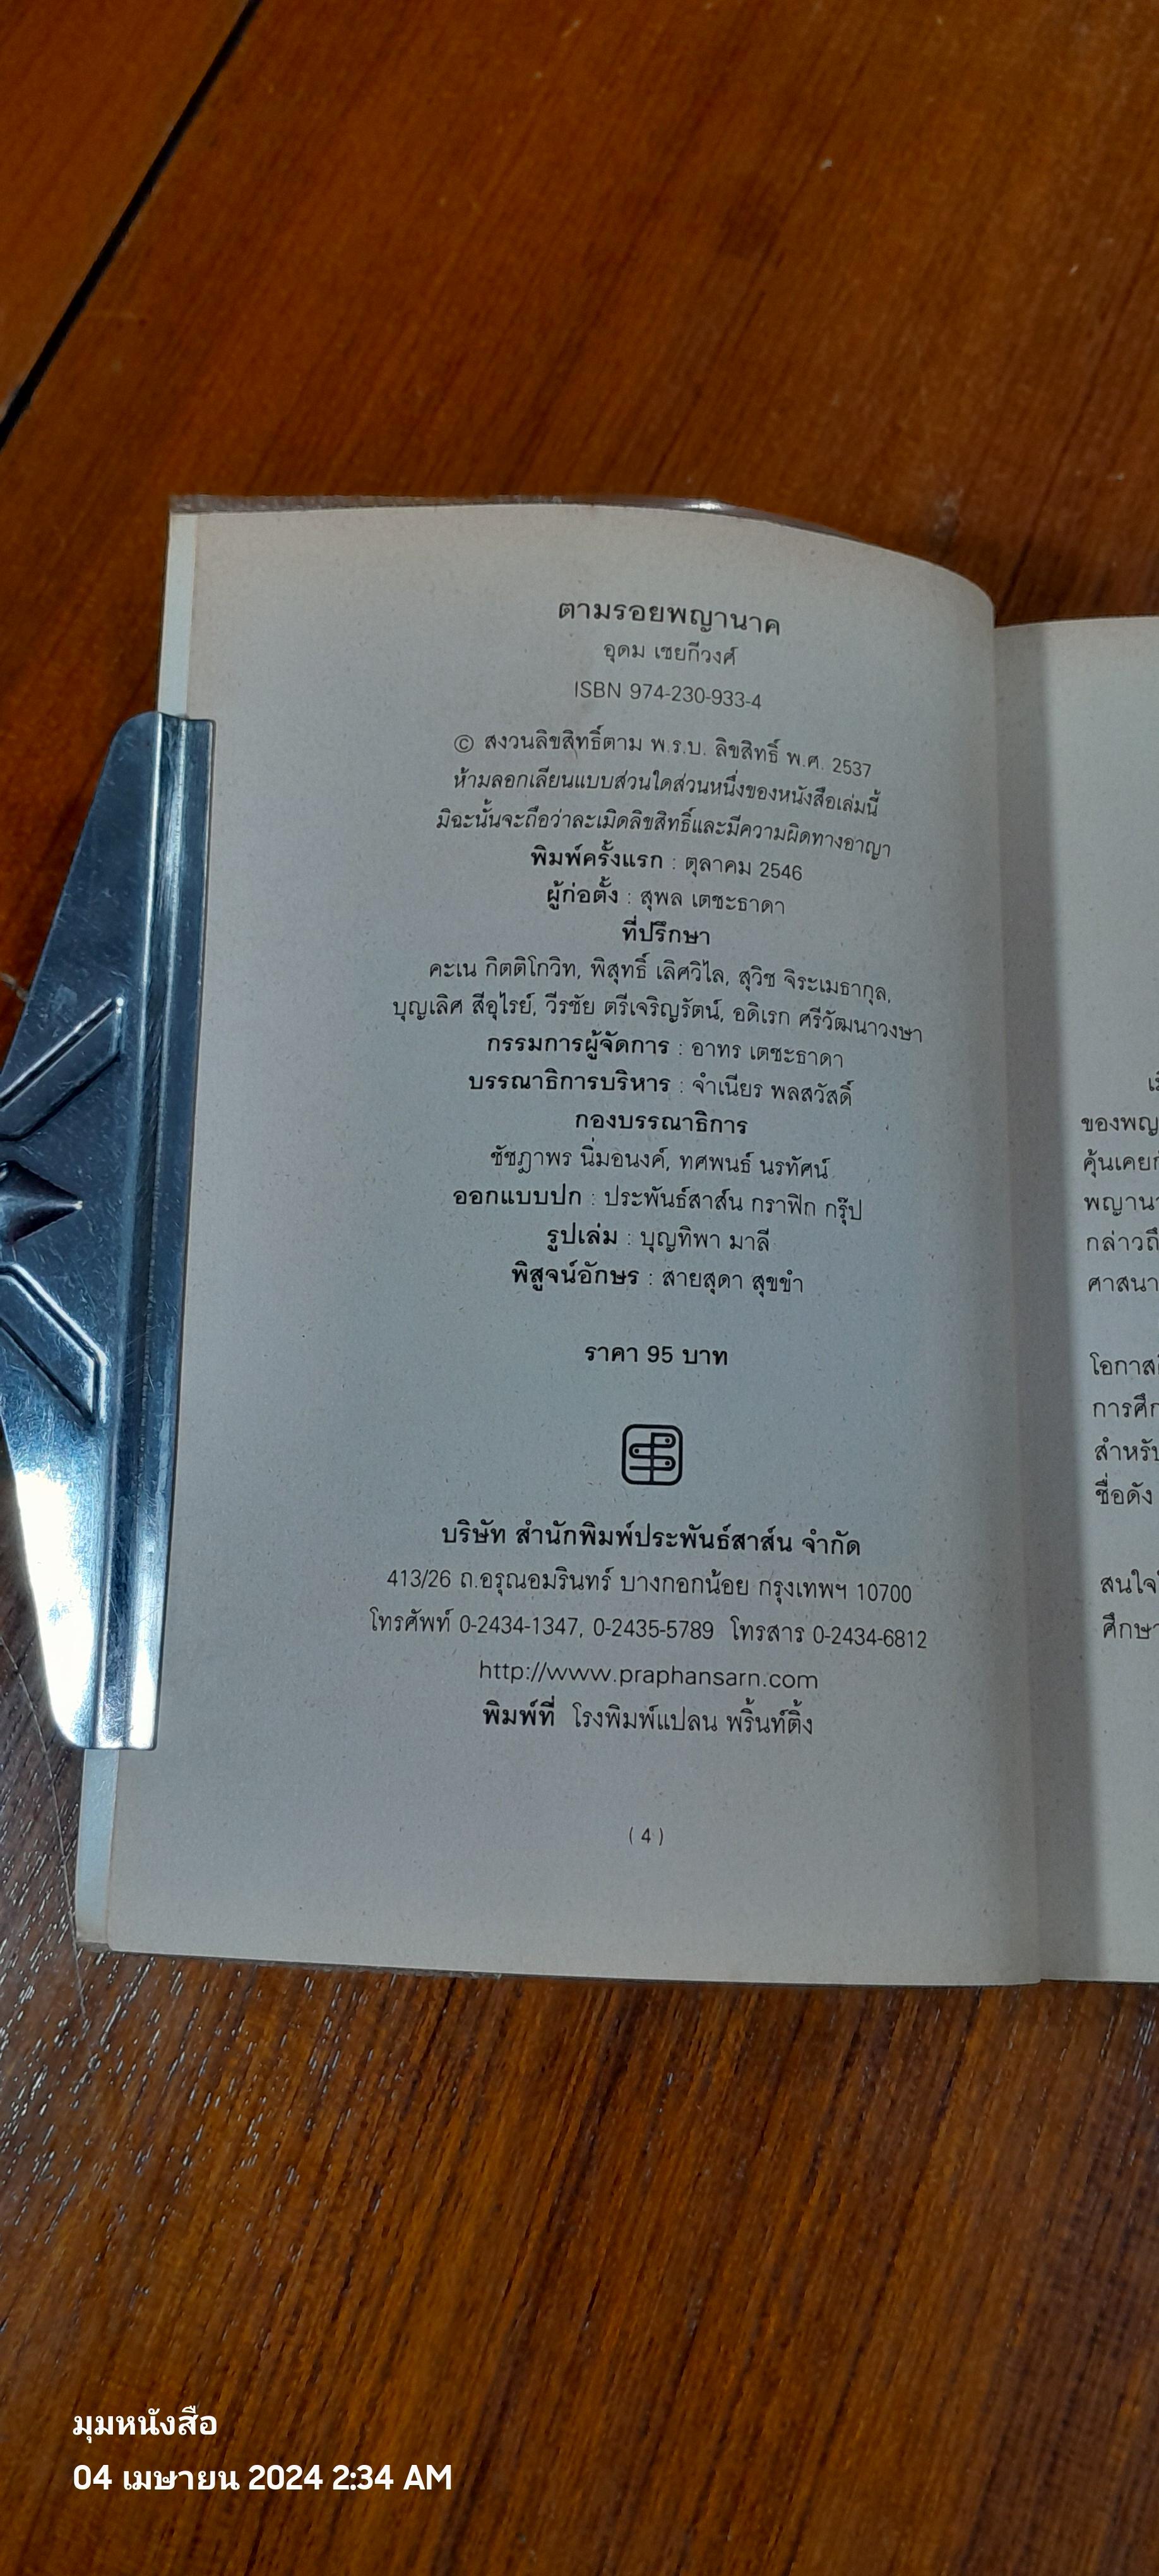 ตามรอยพญานาค
อุดม เชยกีวงศ์
ISBN 974-230-933-4
© สงวนลิขสิทธิ์ตาม พ.ร.บ. ลิขสิทธิ์ พ.ศ. 2537
ห้ามลอกเลียนแบบส่วนใดส่วนหนึ่งของหนังสือเล่มนี้
มิฉะนั้นจะถือว่าละเมิดลิขสิทธิ์และมีความผิดทางอาญา
พิมพ์ครั้งแรก : ตุลาคม 2546
ผู้ก่อตั้ง : สุพล เตชะธาดา
ที่ปรึกษา
คะเน กิตติโกวิท, พิสุทธิ์ เลิศวิไล, สุวิช จิระเมธากุล,
บุญเลิศ สีอุไรย์, วีรชัย ตรีเจริญรัตน์, อดิเรก ศรีวัฒนาวงษา
กรรมการผู้จัดการ : อาทร เตชะธาดา
บรรณาธิการบริหาร : จำเนียร พลสวัสดิ์
กองบรรณาธิการ
ชัชฎาพร นิ่มอนงค์, ทศพนธ์ นรทัศน์
ออกแบบปก : ประพันธ์สาส์น กราฟิก กรุ๊ป
รูปเล่ม : บุญทิพา มาลี
พิสูจน์อักษร : สายสุดา สุขขำ
ราคา 95 บาท
บริษัท สำนักพิมพ์ประพันธ์สาส์น จำกัด
413/26 ถ.อรุณอมรินทร์ บางกอกน้อย กรุงเทพฯ 10700
โทรศัพท์ 0-2434-1347, 0-2435-5789 โทรสาร 0-2434-6812
http://www.praphansarn.com
พิมพ์ที่ โรงพิมพ์แปลน พริ้นท์ติ้ง
( 4 )
ของพญ
คุ้นเคย
พญานา
กล่าวถึ
ศาสนา
โอกาส
การศึก
สำหรับ
ชื่อดัง
สนใจ
ศึกษา
มุมหนังสือ
04 เมษายน 2024 2:34 AM